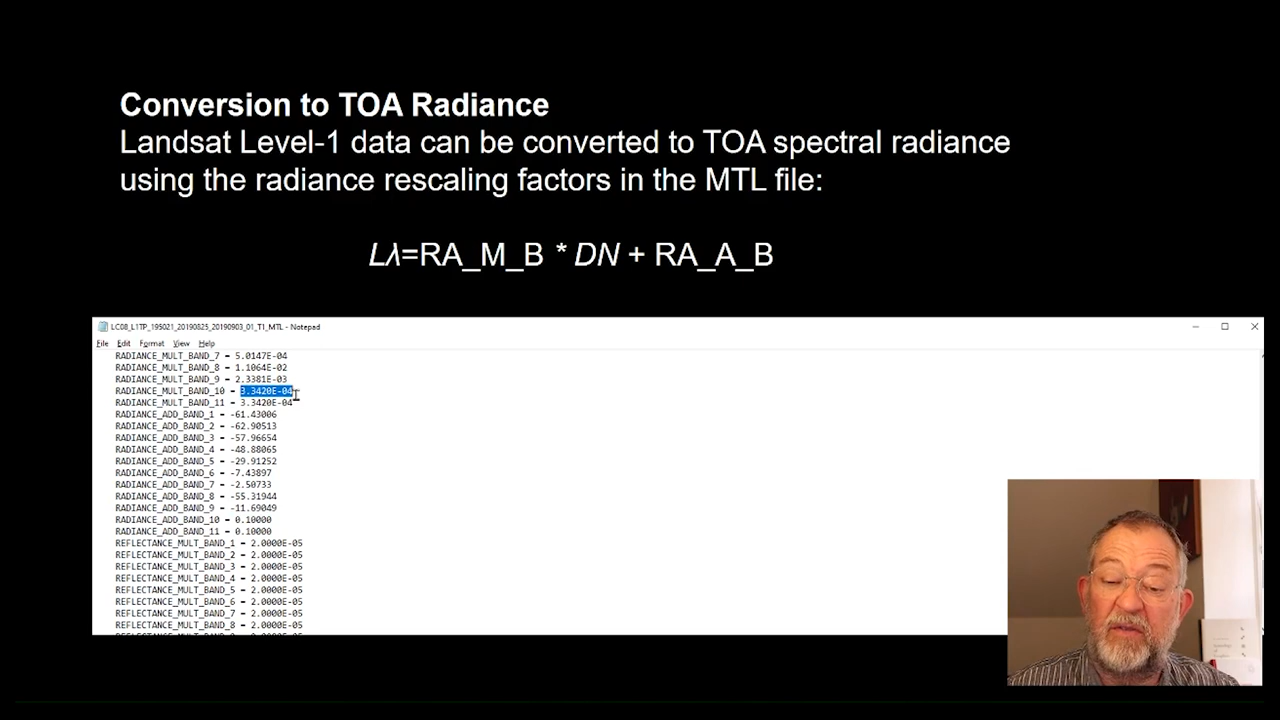 Conversion to TOA Radiance
Landsat Level-1 data can be converted to TOA spectral radiance
using the radiance rescaling factors in the MTL file:
Lλ=RA_M_B * DN + RA_A_B
LC08_L1TP_195021_20190825_20190903_01_T1_MTL - Notepad
File Edit Format View Help
RADIANCE_MULT_BAND_7 = 5.0147E-04
RADIANCE_MULT_BAND_8 = 1.1064E-02
RADIANCE_MULT_BAND_9 = 2.3381E-03
RADIANCE_MULT_BAND_10 = 3.3420E-04
RADIANCE_MULT_BAND_11 = 3.3420E-04
RADIANCE_ADD_BAND_1 = -61.43006
RADIANCE_ADD_BAND_2 = -62.90513
RADIANCE_ADD_BAND_3 = -57.96654
RADIANCE_ADD_BAND_4 = -48.88065
RADIANCE_ADD_BAND_5 = -29.91252
RADIANCE_ADD_BAND_6 = -7.43897
RADIANCE_ADD_BAND_7 = -2.50733
RADIANCE_ADD_BAND_8 = -55.31944
RADIANCE_ADD_BAND_9 = -11.69049
RADIANCE_ADD_BAND_10 = 0.10000
RADIANCE_ADD_BAND_11 = 0.10000
REFLECTANCE_MULT_BAND_1 = 2.0000E-05
REFLECTANCE_MULT_BAND_2 = 2.0000E-05
REFLECTANCE_MULT_BAND_3 = 2.0000E-05
REFLECTANCE_MULT_BAND_4 = 2.0000E-05
REFLECTANCE_MULT_BAND_5 = 2.0000E-05
REFLECTANCE_MULT_BAND_6 = 2.0000E-05
REFLECTANCE_MULT_BAND_7 = 2.0000E-05
REFLECTANCE_MULT_BAND_8 = 2.0000E-05